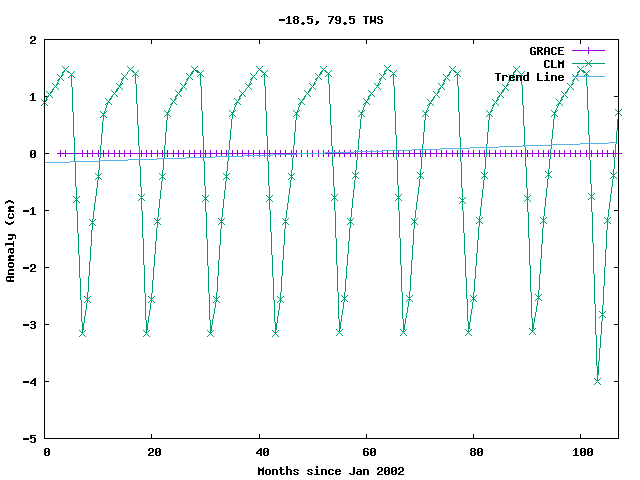 -18.5, 79.5 TWS
GRACE
CLM
Trend Line
2
1
0
-1
-2
-3
-4
-5
Anomaly (cm)
0 20 40 60 80 100
Months since Jan 2002